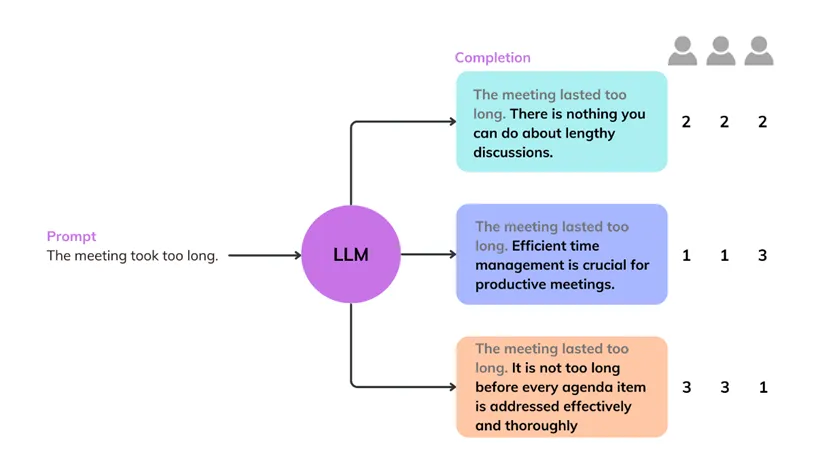 Completion
The meeting lasted too
long. There is nothing you
can do about lengthy
discussions.
2 2 2
Prompt
The meeting took too long.
LLM
The meeting lasted too
long. Efficient time
management is crucial for
productive meetings.
1 1 3
The meeting lasted too
long. It is not too long
before every agenda item
is addressed effectively
and thoroughly
3 3 1